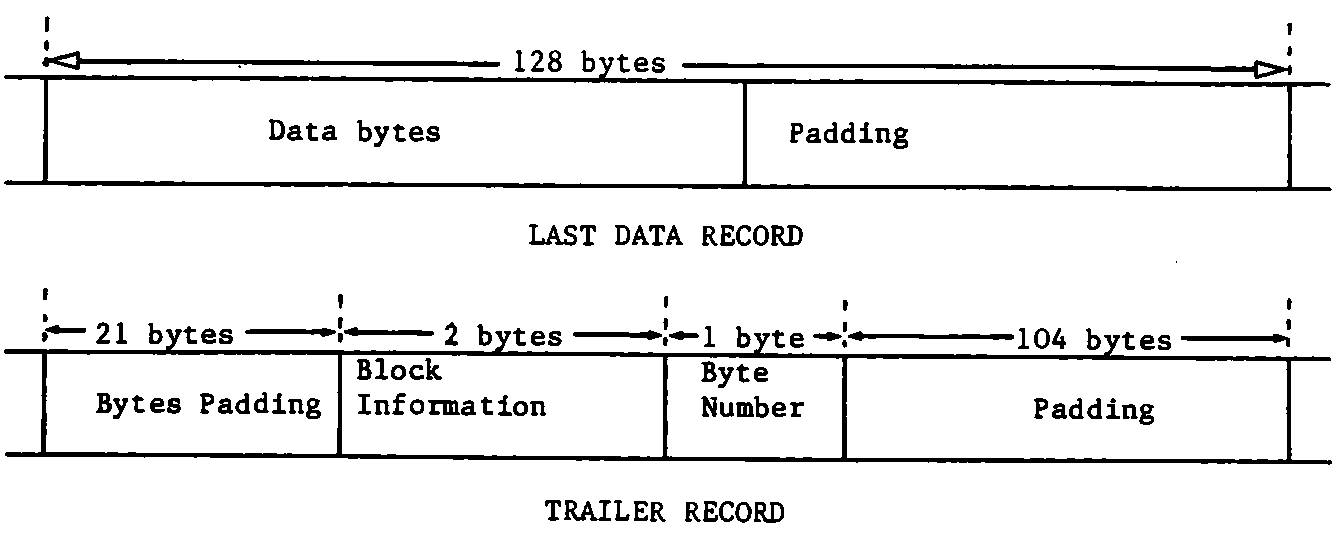 128 bytes
Data bytes
Padding
LAST DATA RECORD
21 bytes
2 bytes
1 byte
104 bytes
Bytes Padding
Block
Information
Byte
Number
Padding
TRAILER RECORD